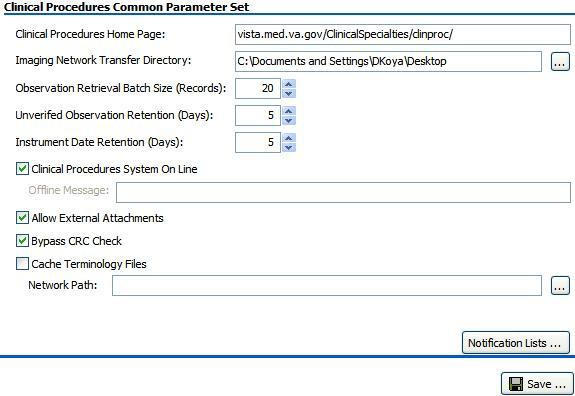 Clinical Procedures Common Parameter Set
Clinical Procedures Home Page: vista.med.va.gov/ClinicalSpecialties/clinproc/
Imaging Network Transfer Directory: C:\Documents and Settings\DKoya\Desktop ...
Observation Retrieval Batch Size (Records): 20
Unverifed Observation Retention (Days): 5
Instrument Date Retention (Days): 5
Clinical Procedures System On Line
Offline Message:
Allow External Attachments
Bypass CRC Check
Cache Terminology Files
Network Path: ...
Notification Lists ...
Save ...